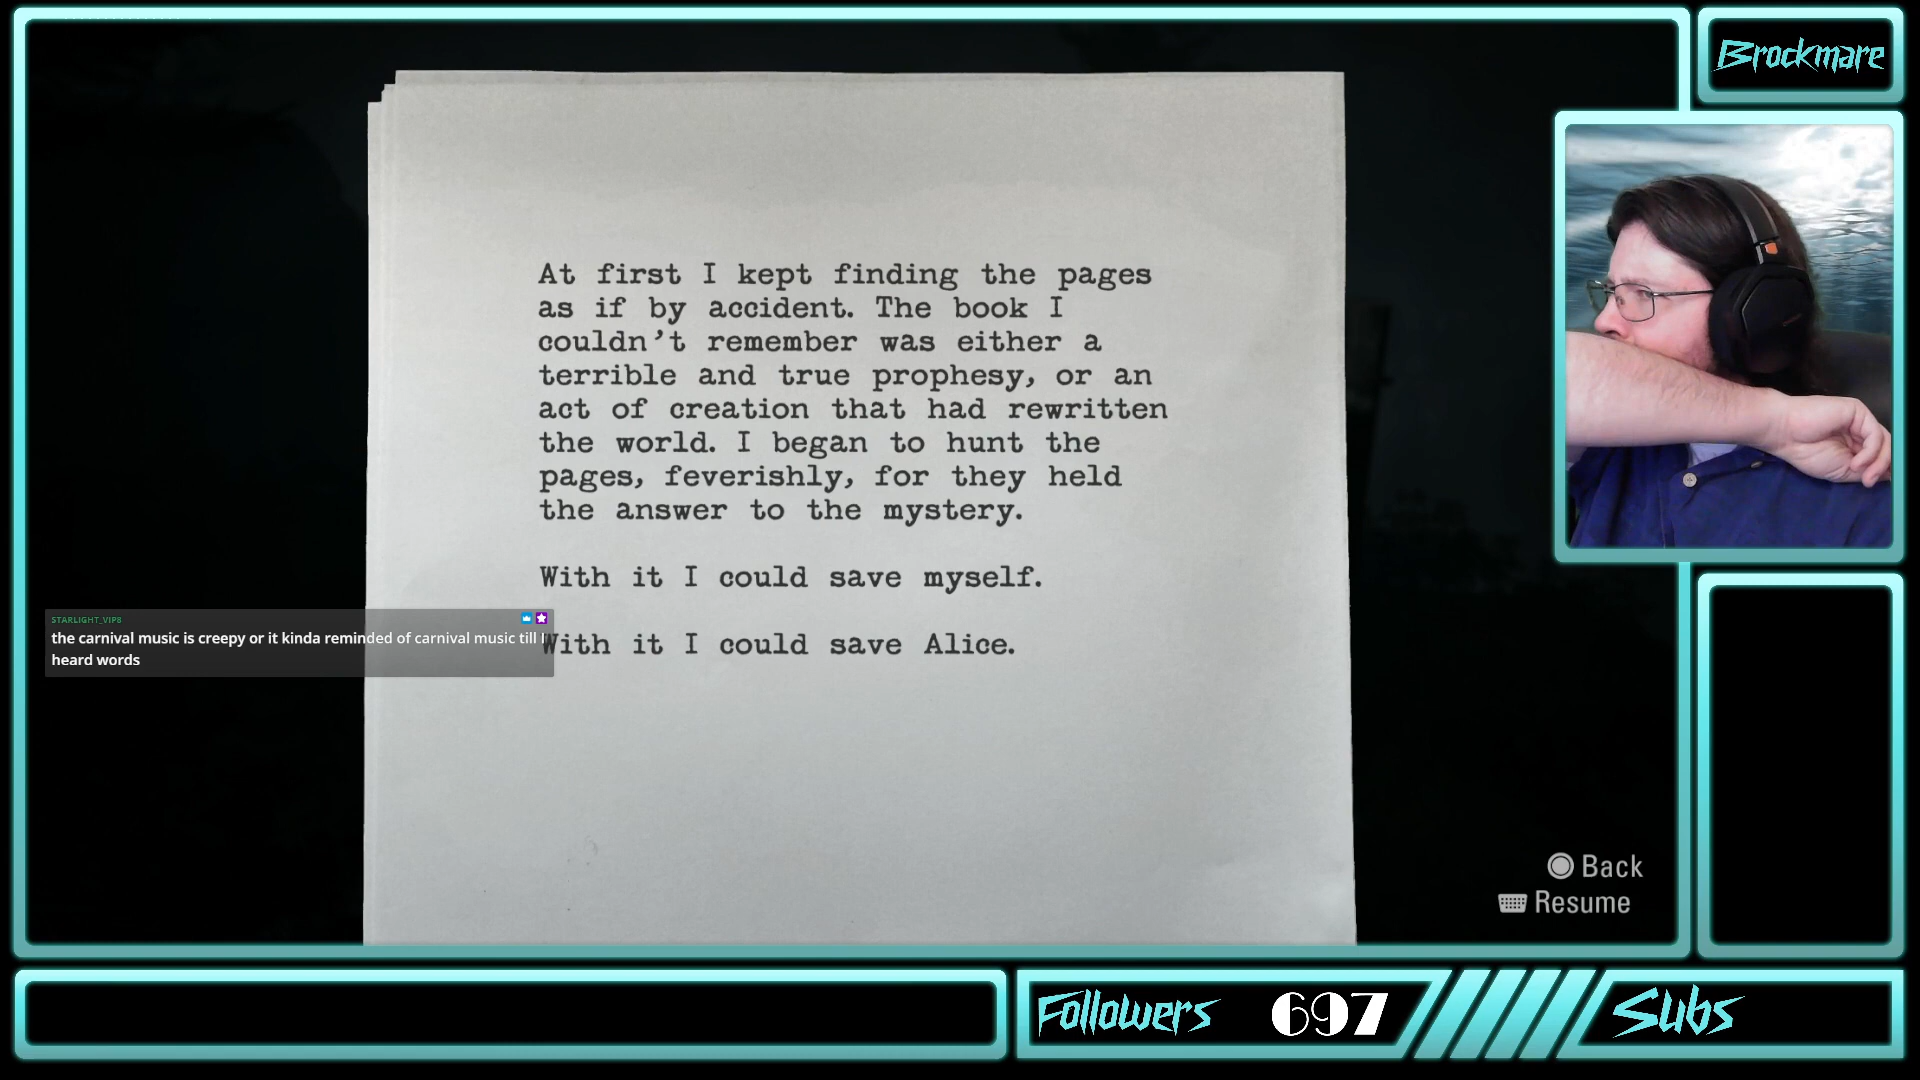 Brockmare
At first I kept finding the pages
as if by accident. The book I
couldn't remember was either a
terrible and true prophesy, or an
act of creation that had rewritten
the world. I began to hunt the
pages, feverishly, for they held
the answer to the mystery.
With it I could save myself.
With it I could save Alice.
STARLIGHT_VIP8
the carnival music is creepy or it kinda reminded of carnival music till I
heard words
Back
Resume
Followers 697
Subs